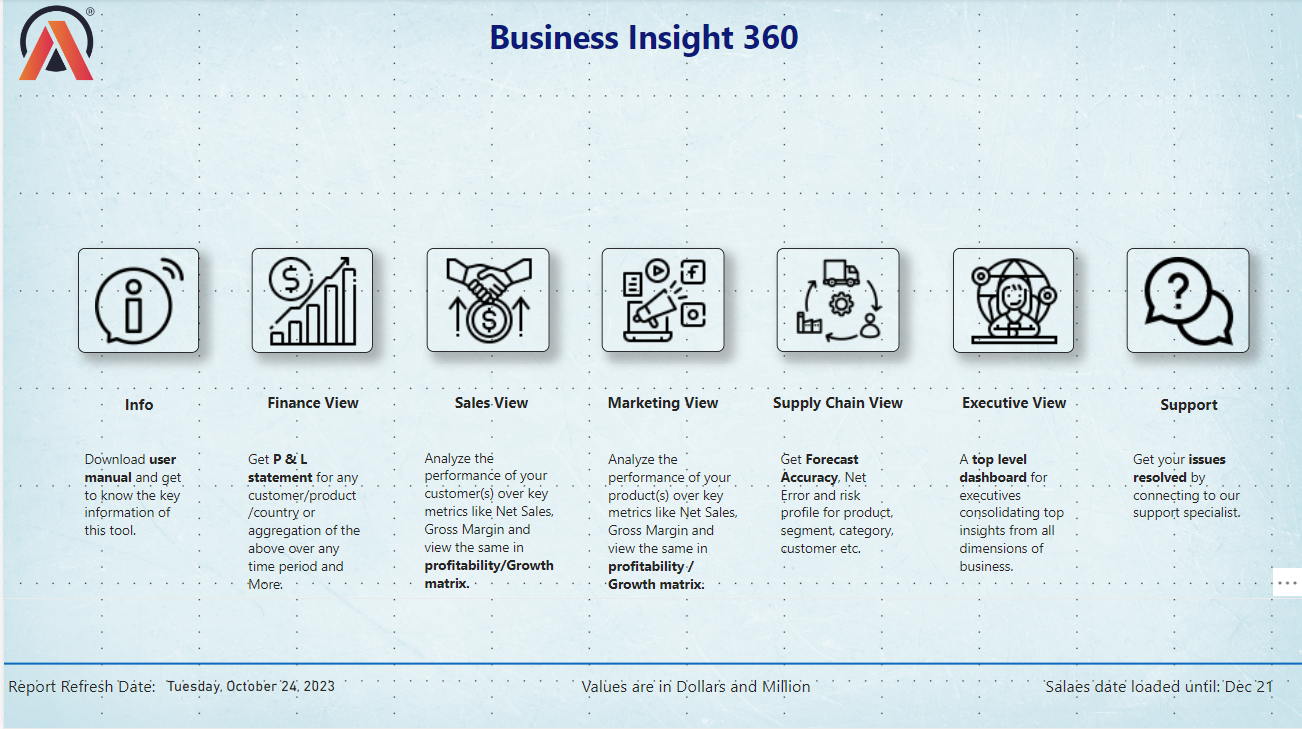 ®
Business Insight 360
Info
Download user
manual and get
to know the key
information of
this tool.
Finance View
Get P & L
statement for any
customer/product
/country or
aggregation of the
above over any
time period and
More.
Sales View
Analyze the
performance of your
customer(s) over key
metrics like Net Sales,
Gross Margin and
view the same in
profitability/Growth
matrix.
Marketing View
Analyze the
performance of your
product(s) over key
metrics like Net Sales,
Gross Margin and
view the same in
profitability /
Growth matrix.
Supply Chain View
Get Forecast
Accuracy, Net
Error and risk
profile for product,
segment, category,
customer etc.
Executive View
A top level
dashboard for
executives
consolidating top
insights from all
dimensions of
business.
Support
Get your issues
resolved by
connecting to our
support specialist.
Report Refresh Date: Tuesday, October 24, 2023
Values are in Dollars and Million
Salaes date loaded until: Dec 21